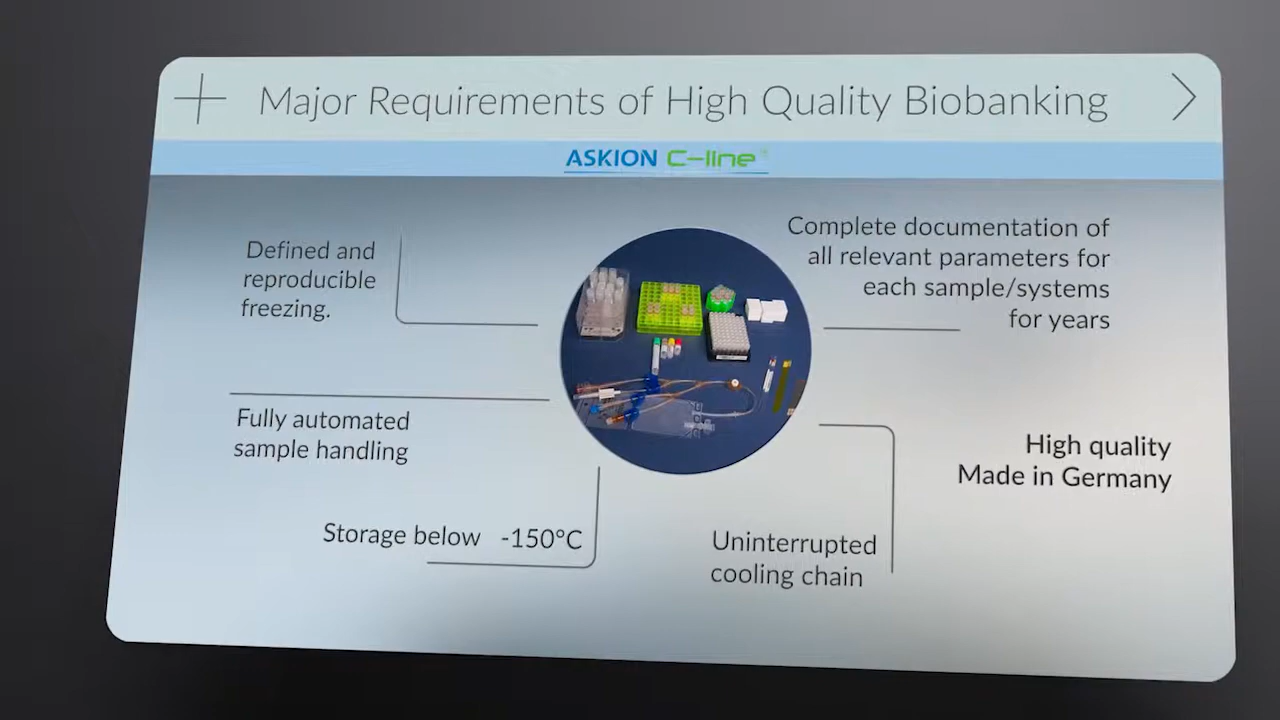 Major Requirements of High Quality Biobanking
ASKION C-line
Defined and
reproducible
freezing.
Complete documentation of
all relevant parameters for
each sample/systems
for years
Fully automated
sample handling
High quality
Made in Germany
Storage below -150°C
Uninterrupted
cooling chain